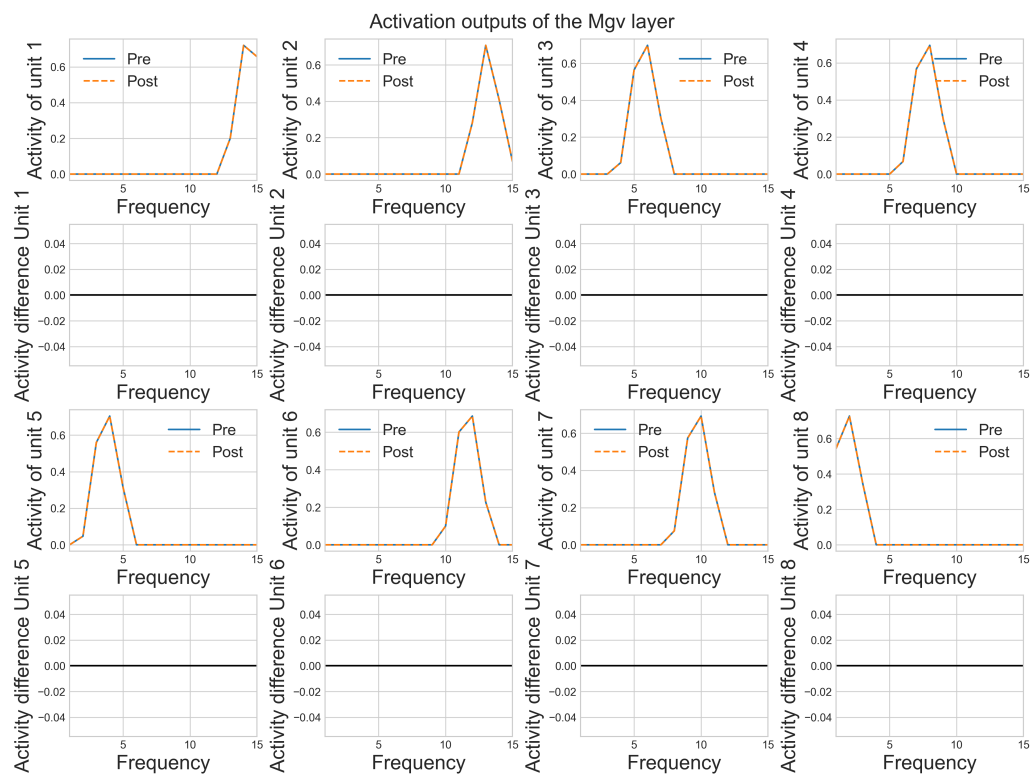 Activation outputs of the Mgv layer
Activity of unit 1
0.6
0.4
0.2
0.0
Pre
Post
5
10
15
Frequency
Activity of unit 2
0.6
0.4
0.2
0.0
Pre
Post
5
10
15
Frequency
Activity of unit 3
0.6
0.4
0.2
0.0
Pre
Post
5
10
15
Frequency
Activity of unit 4
0.6
0.4
0.2
0.0
Pre
Post
5
10
15
Frequency
Activity difference Unit 1
0.04
0.02
0.00
−0.02
−0.04
5
10
15
Frequency
Activity difference Unit 2
0.04
0.02
0.00
−0.02
−0.04
5
10
15
Frequency
Activity difference Unit 3
0.04
0.02
0.00
−0.02
−0.04
5
10
15
Frequency
Activity difference Unit 4
0.04
0.02
0.00
−0.02
−0.04
5
10
15
Frequency
Activity of unit 5
0.6
0.4
0.2
0.0
Pre
Post
5
10
15
Frequency
Activity of unit 6
0.6
0.4
0.2
0.0
Pre
Post
5
10
15
Frequency
Activity of unit 7
0.6
0.4
0.2
0.0
Pre
Post
5
10
15
Frequency
Activity of unit 8
0.6
0.4
0.2
0.0
Pre
Post
5
10
15
Frequency
Activity difference Unit 5
0.04
0.02
0.00
−0.02
−0.04
5
10
15
Frequency
Activity difference Unit 6
0.04
0.02
0.00
−0.02
−0.04
5
10
15
Frequency
Activity difference Unit 7
0.04
0.02
0.00
−0.02
−0.04
5
10
15
Frequency
Activity difference Unit 8
0.04
0.02
0.00
−0.02
−0.04
5
10
15
Frequency